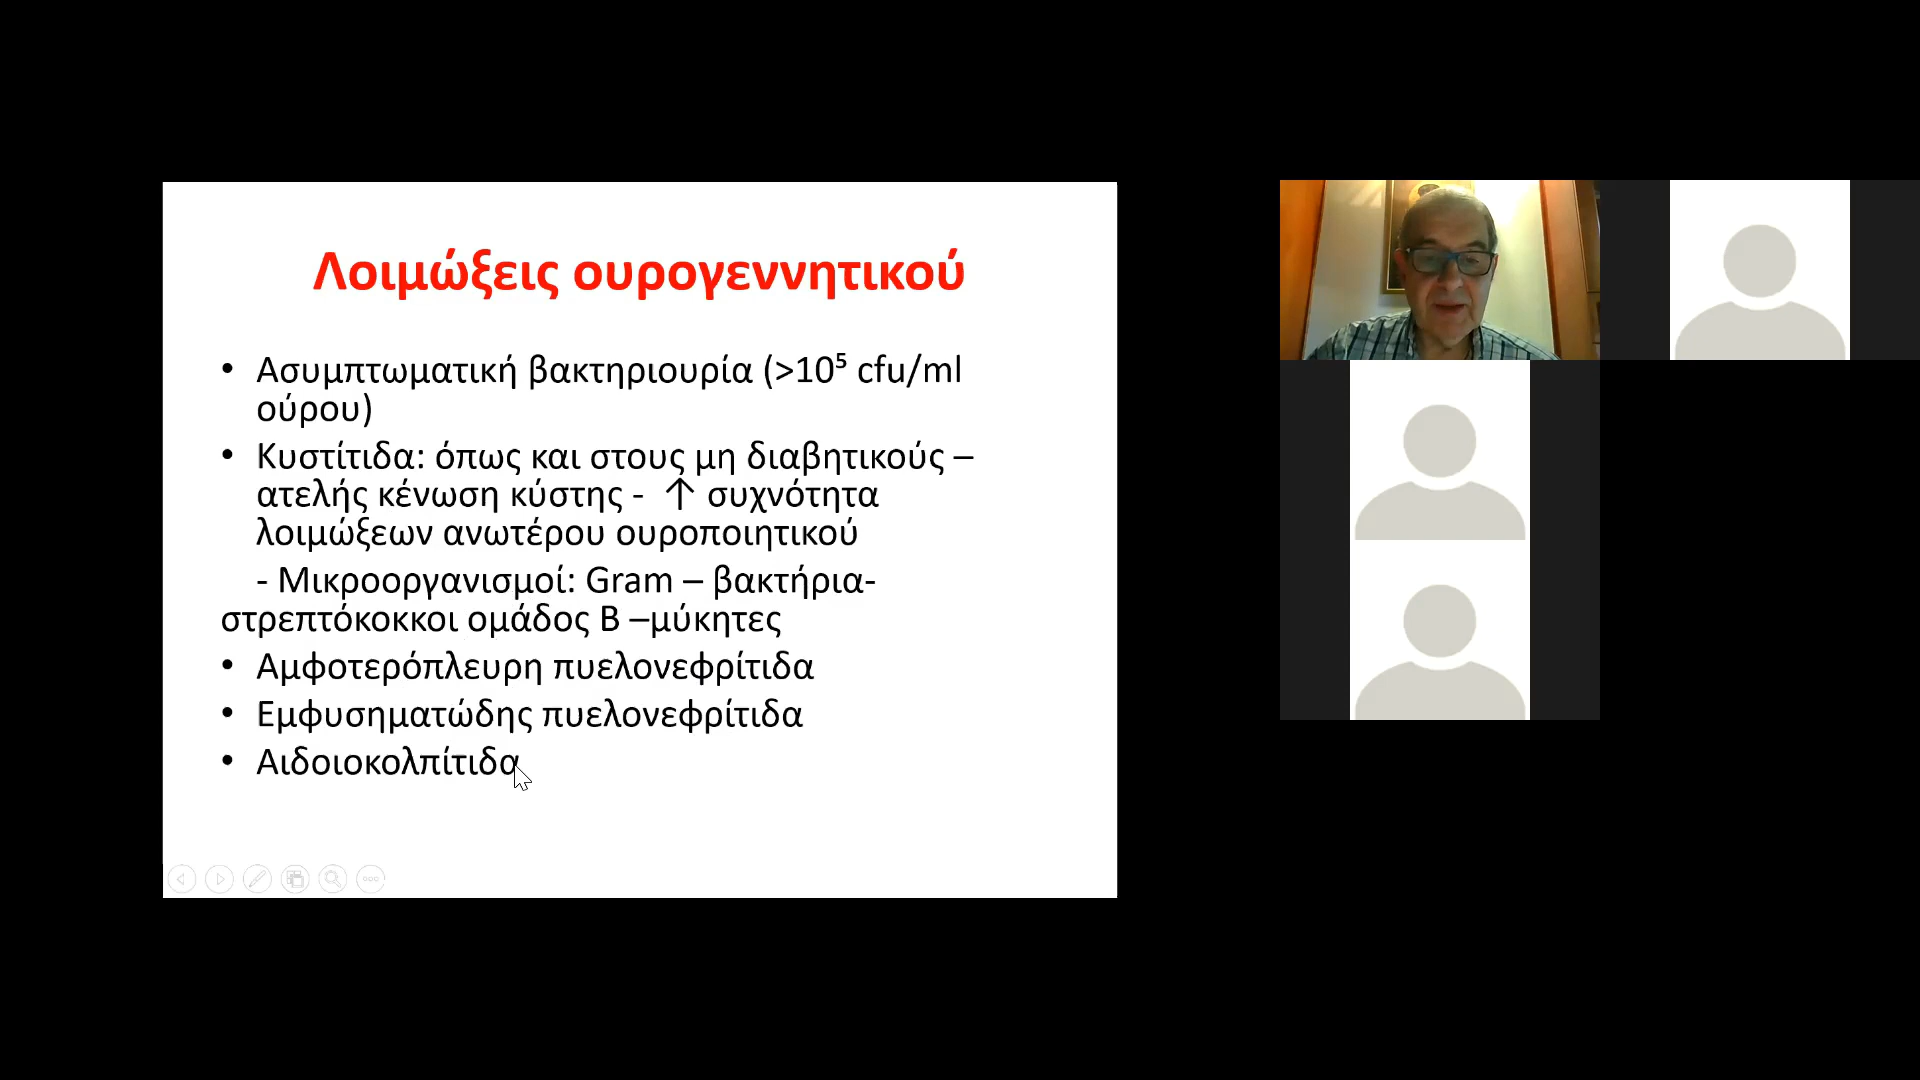 Λοιμώξεις ουρογεννητικού
• Ασυμπτωματική βακτηριουρία (>10⁵ cfu/ml
ούρου)
• Κυστίτιδα: όπως και στους μη διαβητικούς –
ατελής κένωση κύστης - ↑ συχνότητα
λοιμώξεων ανωτέρου ουροποιητικού
- Μικροοργανισμοί: Gram – βακτήρια-
στρεπτόκοκκοι ομάδος Β –μύκητες
• Αμφοτερόπλευρη πυελονεφρίτιδα
• Εμφυσηματώδης πυελονεφρίτιδα
• Αιδοιοκολπίτιδα